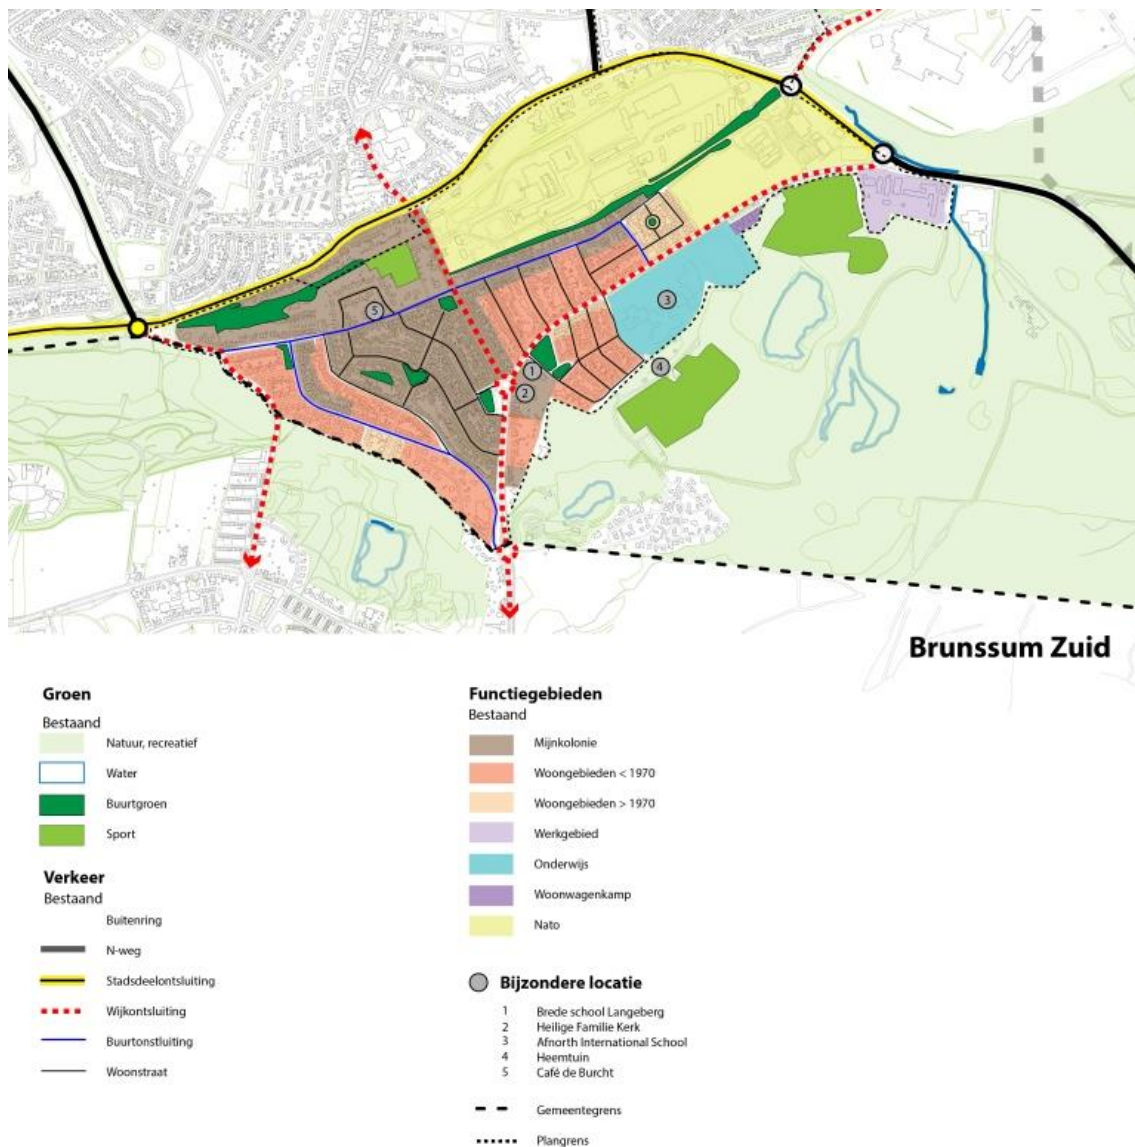 5
1
2
3
4
Brunssum Zuid
Groen
Bestaand
Natuur, recreatief
Water
Buurtgroen
Sport
Verkeer
Bestaand
Buitenring
N-weg
Stadsdeelontsluiting
Wijkontsluiting
Buurtonstluiting
Woonstraat
Functiegebieden
Bestaand
Mijnkolonie
Woongebieden < 1970
Woongebieden > 1970
Werkgebied
Onderwijs
Woonwagenkamp
Nato
Bijzondere locatie
1 Brede school Langeberg
2 Heilige Familie Kerk
3 Afnorth International School
4 Heemtuin
5 Café de Burcht
Gemeentegrens
Plangrens